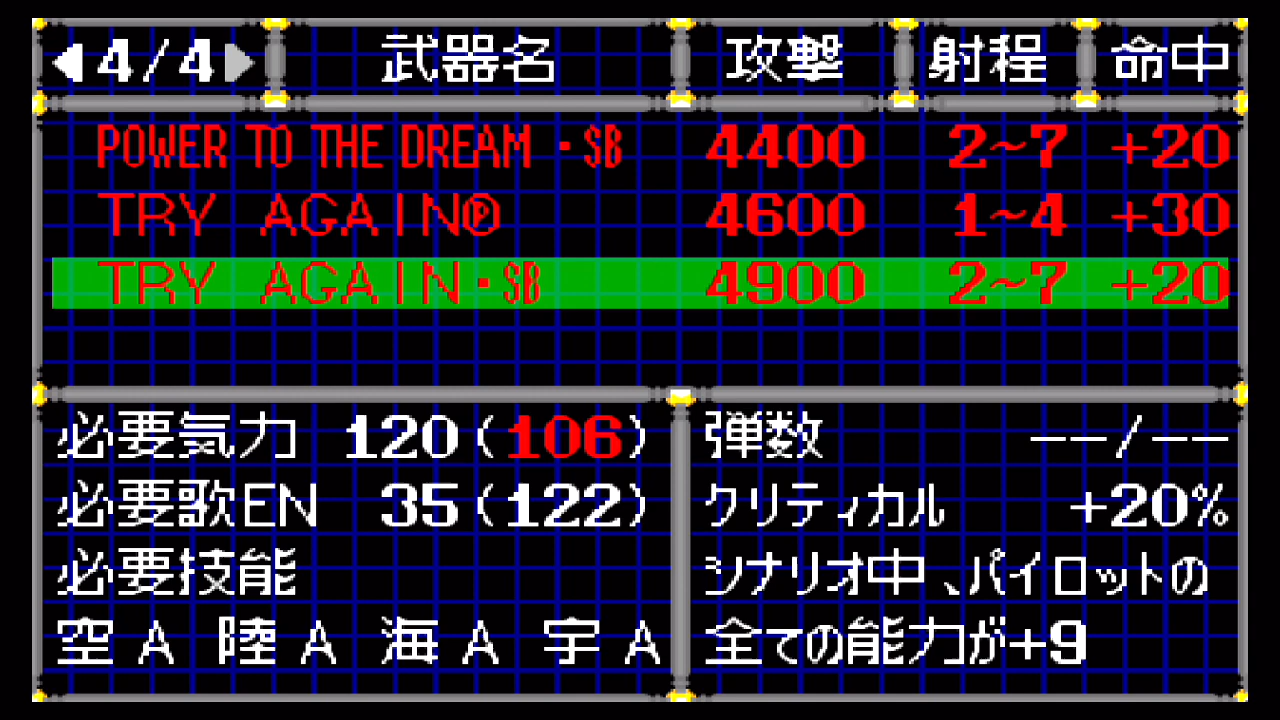 ◀4/4▶ 武器名 攻撃 射程 命中
POWER TO THE DREAM ・SB 4400 2~7 +20
TRY AGAIN℗ 4600 1~4 +30
TRY AGAIN・SB 4900 2~7 +20
必要気力 120(106) 弾数 --/--
必要歌EN 35(122) クリティカル +20%
必要技能 シナリオ中、パイロットの
空 A 陸 A 海 A 宇 A 全ての能力が+9